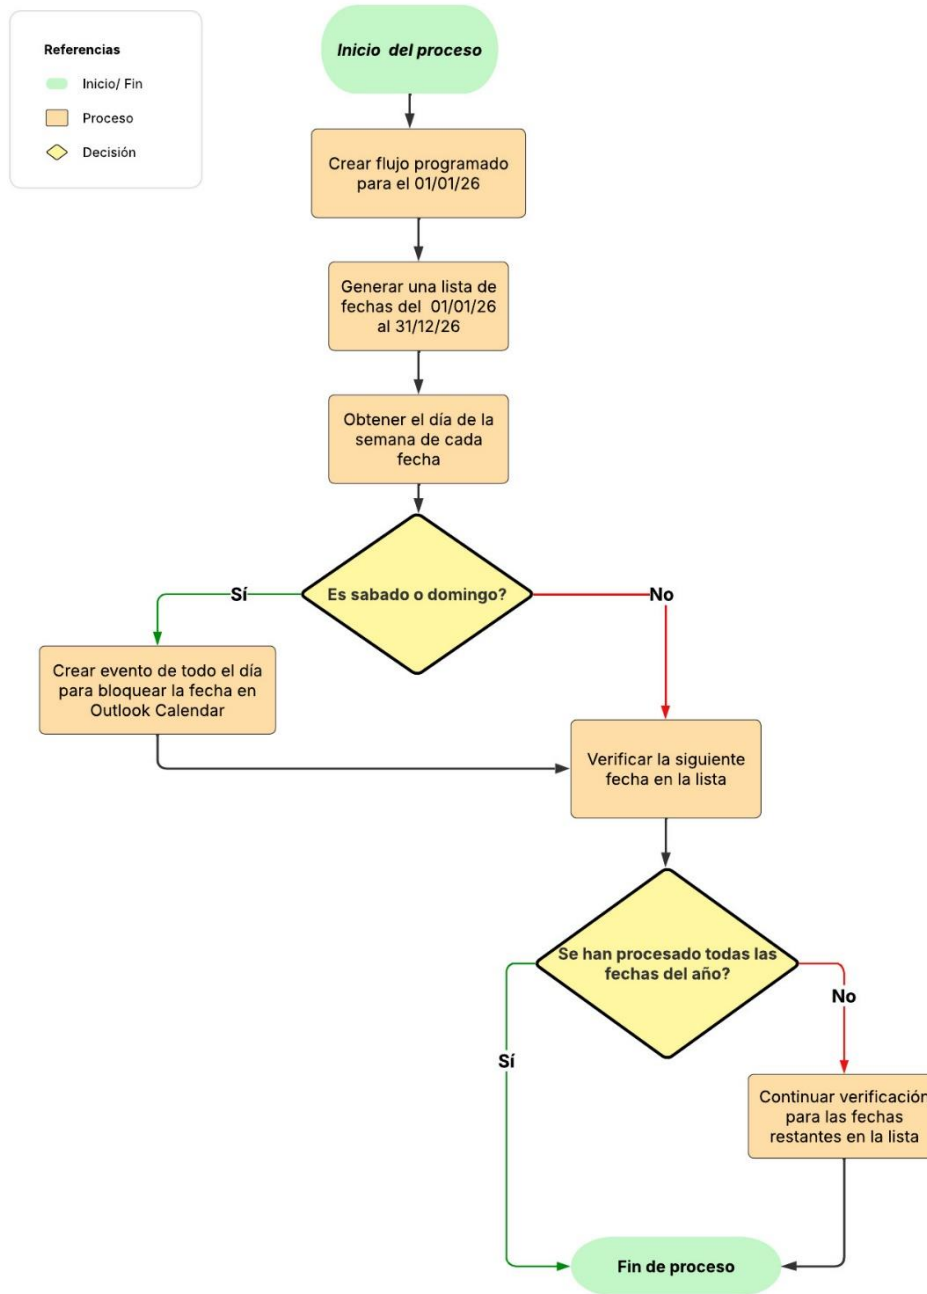 Referencias
Inicio/ Fin
Proceso
Decisión
Inicio del proceso
Crear flujo programado
para el 01/01/26
Generar una lista de
fechas del 01/01/26
al 31/12/26
Obtener el día de la
semana de cada
fecha
Es sabado o domingo?
Sí
No
Crear evento de todo el día
para bloquear la fecha en
Outlook Calendar
Verificar la siguiente
fecha en la lista
Se han procesado todas las
fechas del año?
No
Sí
Continuar verificación
para las fechas
restantes en la lista
Fin de proceso